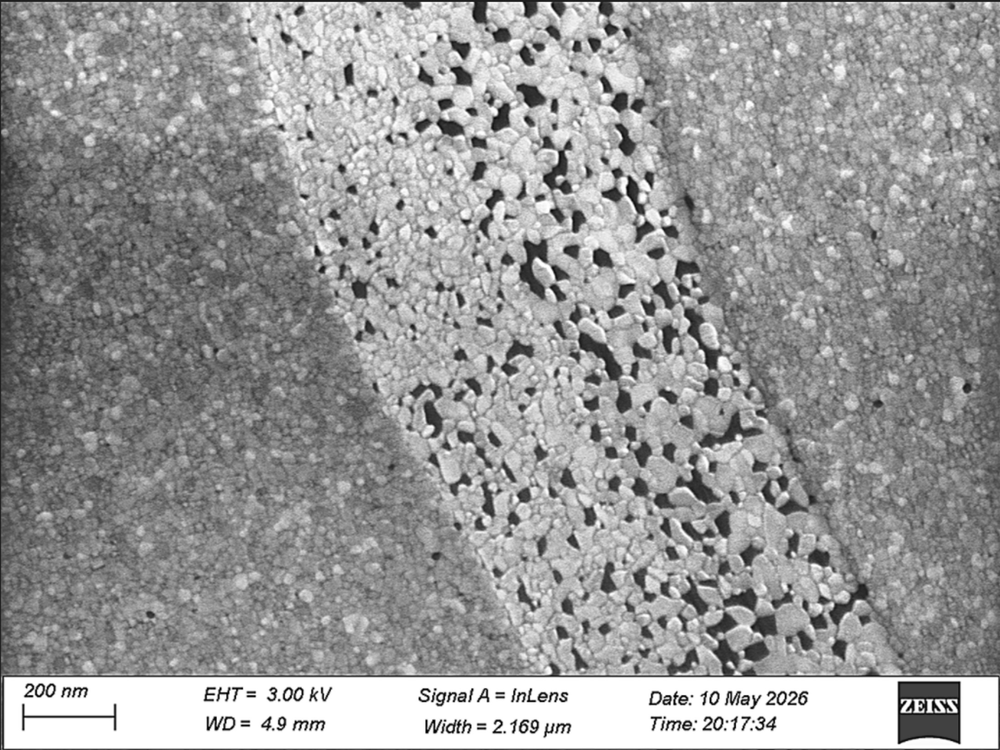 200 nm
EHT = 3.00 kV
WD = 4.9 mm
Signal A = InLens
Width = 2.169 µm
Date: 10 May 2026
Time: 20:17:34
ZEISS